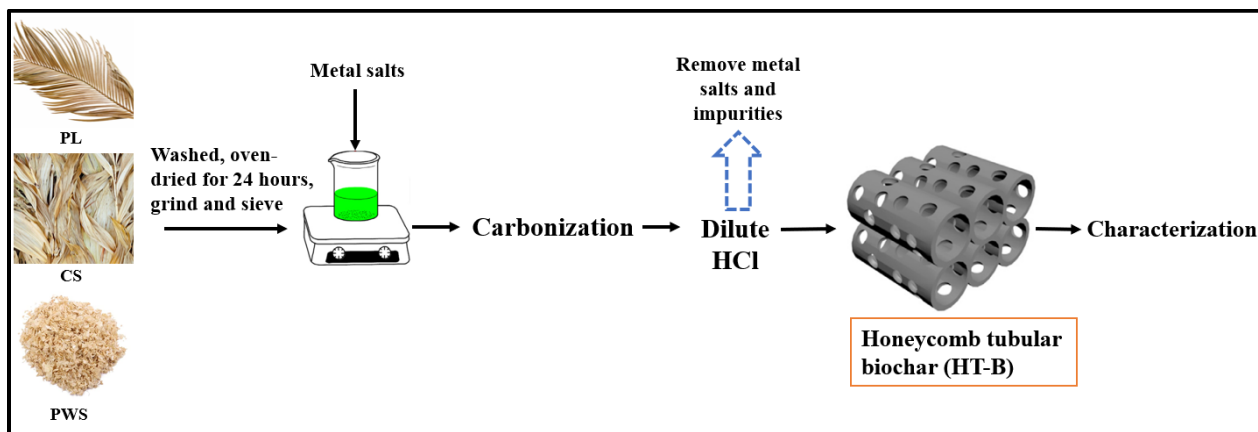 PL
CS
PWS
Washed, oven-
dried for 24 hours,
grind and sieve
Metal salts
Carbonization
Remove metal
salts and
impurities
Dilute
HCl
Honeycomb tubular
biochar (HT-B)
Characterization